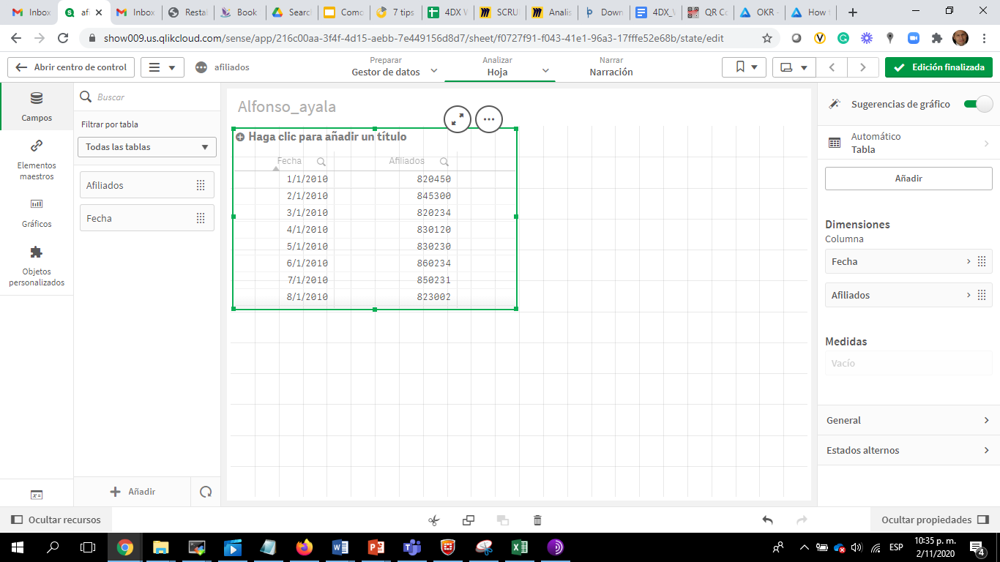 Inbox
afi
Inbox
Resta
Book
Searc
Como
7 tips
4DX W
SCRU
Analis
Down
4DX_W
QR Co
OKR -
How t
show009.us.qlikcloud.com/sense/app/216c00aa-3f4f-4d15-aebb-7e449156d8d7/sheet/f0727f91-f043-41e1-96a3-17fffe52e68b/state/edit
Abrir centro de control
afiliados
Preparar
Gestor de datos
Analizar
Hoja
Narrar
Narración
Edición finalizada
Campos
Elementos maestros
Gráficos
Objetos personalizados
Buscar
Filtrar por tabla
Todas las tablas
Afiliados
Fecha
Añadir
Alfonso_ayala
Haga clic para añadir un título
Fecha Afiliados
1/1/2010 820450
2/1/2010 845300
3/1/2010 820234
4/1/2010 830120
5/1/2010 830230
6/1/2010 860234
7/1/2010 850231
8/1/2010 823002
Sugerencias de gráfico
Automático
Tabla
Añadir
Dimensiones
Columna
Fecha
Afiliados
Medidas
Vacío
General
Estados alternos
Ocultar recursos
Ocultar propiedades
ESP
10:35 p. m.
2/11/2020
4